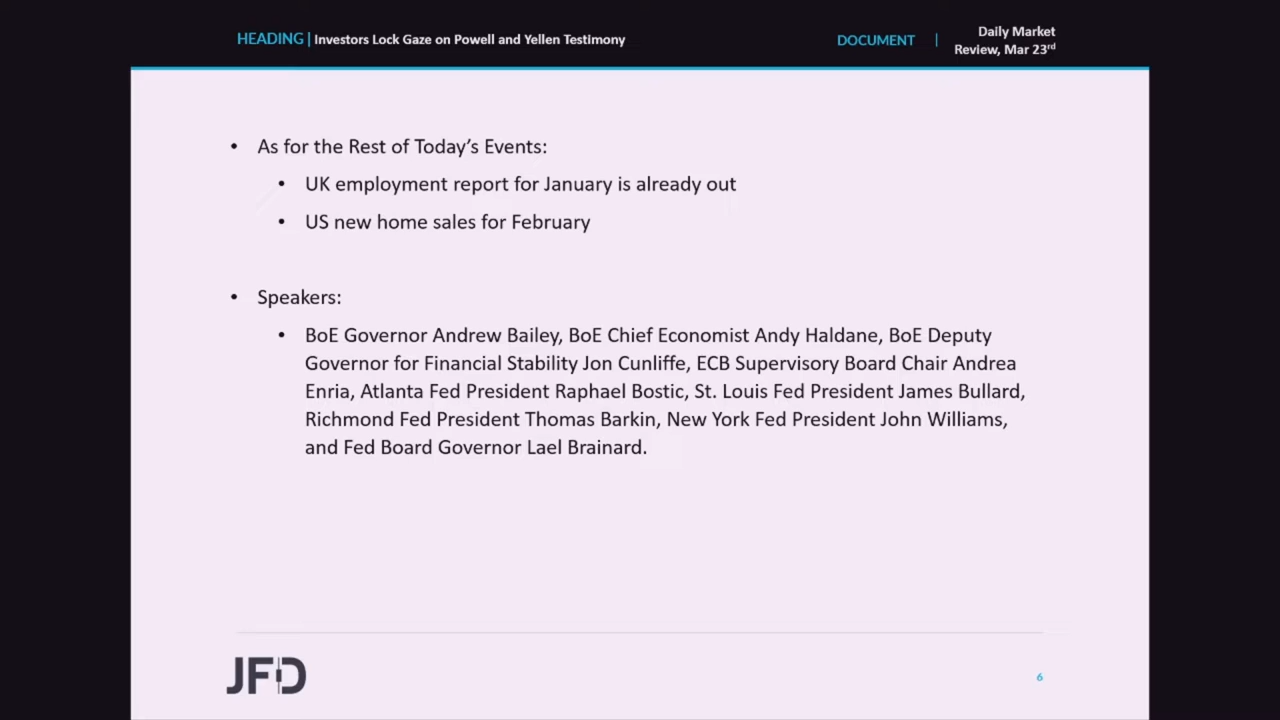 HEADING | Investors Lock Gaze on Powell and Yellen Testimony
DOCUMENT |
Daily Market
Review, Mar 23rd
• As for the Rest of Today’s Events:
• UK employment report for January is already out
• US new home sales for February
• Speakers:
• BoE Governor Andrew Bailey, BoE Chief Economist Andy Haldane, BoE Deputy
Governor for Financial Stability Jon Cunliffe, ECB Supervisory Board Chair Andrea
Enria, Atlanta Fed President Raphael Bostic, St. Louis Fed President James Bullard,
Richmond Fed President Thomas Barkin, New York Fed President John Williams,
and Fed Board Governor Lael Brainard.
JFD
6